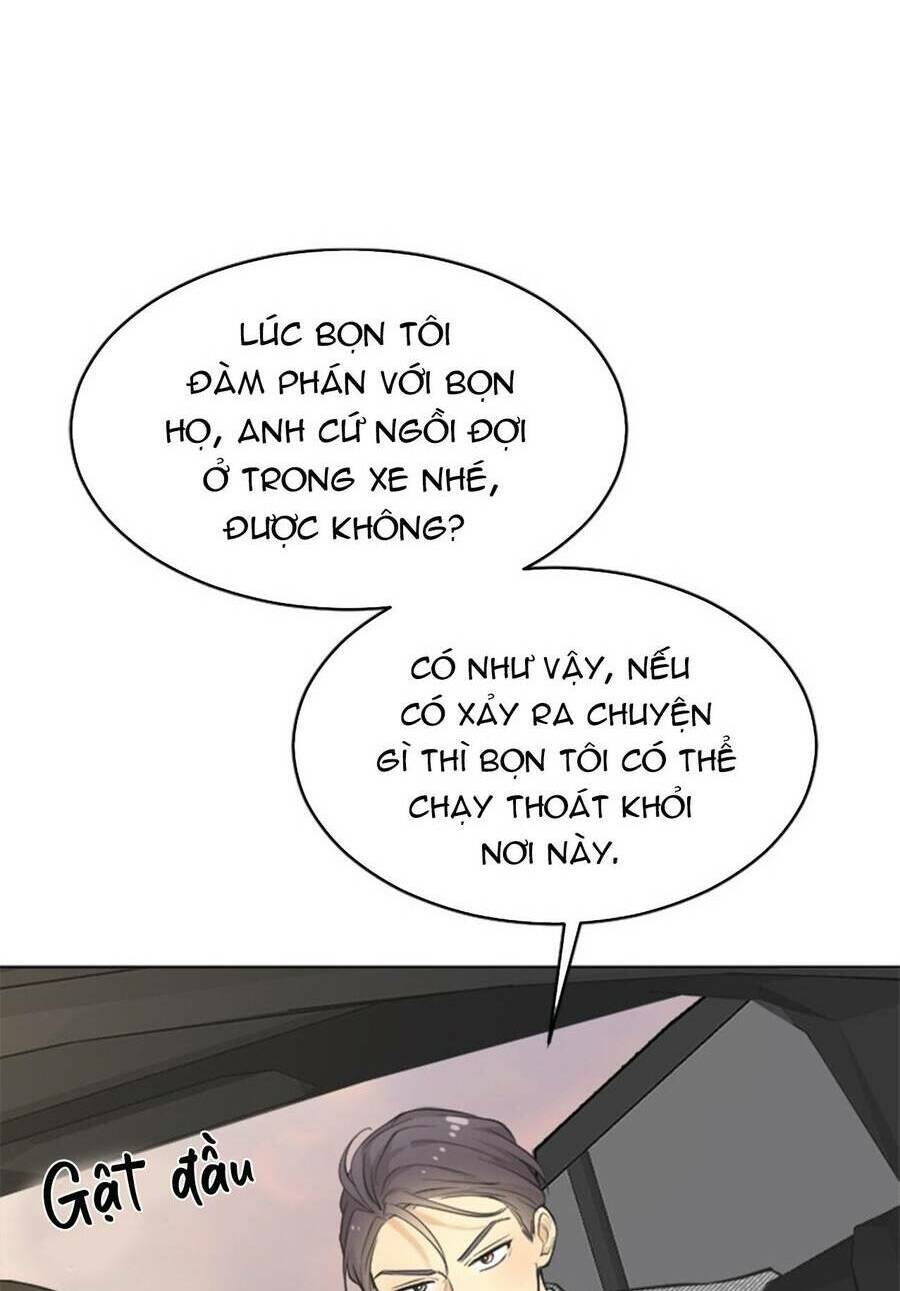 LÚC BỌN TÔI
ĐÀM PHÁN VỚI BỌN
HỌ, ANH CỨ NGỒI ĐỢI
Ở TRONG XE NHÉ,
ĐƯỢC KHÔNG?
CÓ NHƯ VẬY, NẾU
CÓ XẢY RA CHUYỆN
GÌ THÌ BỌN TÔI CÓ THỂ
CHẠY THOÁT KHỎI
NƠI NÀY.
Gật đầu